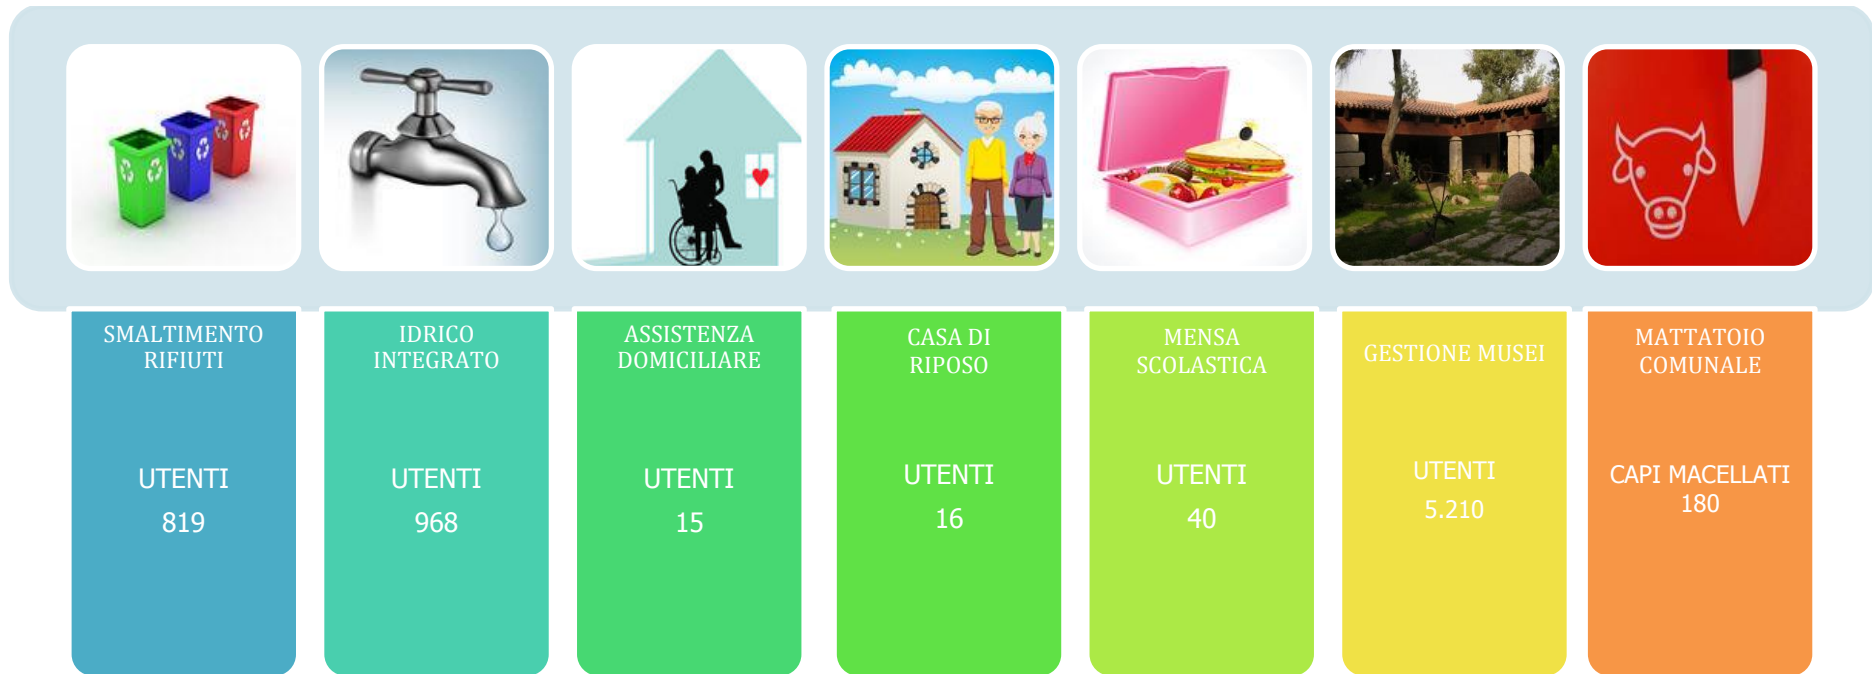 SMALTIMENTO
RIFIUTI
UTENTI
819
IDRICO
INTEGRATO
UTENTI
968
ASSISTENZA
DOMICILIARE
UTENTI
15
CASA DI
RIPOSO
UTENTI
16
MENSA
SCOLASTICA
UTENTI
40
GESTIONE MUSEI
UTENTI
5.210
MATTATOIO
COMUNALE
CAPI MACELLATI
180